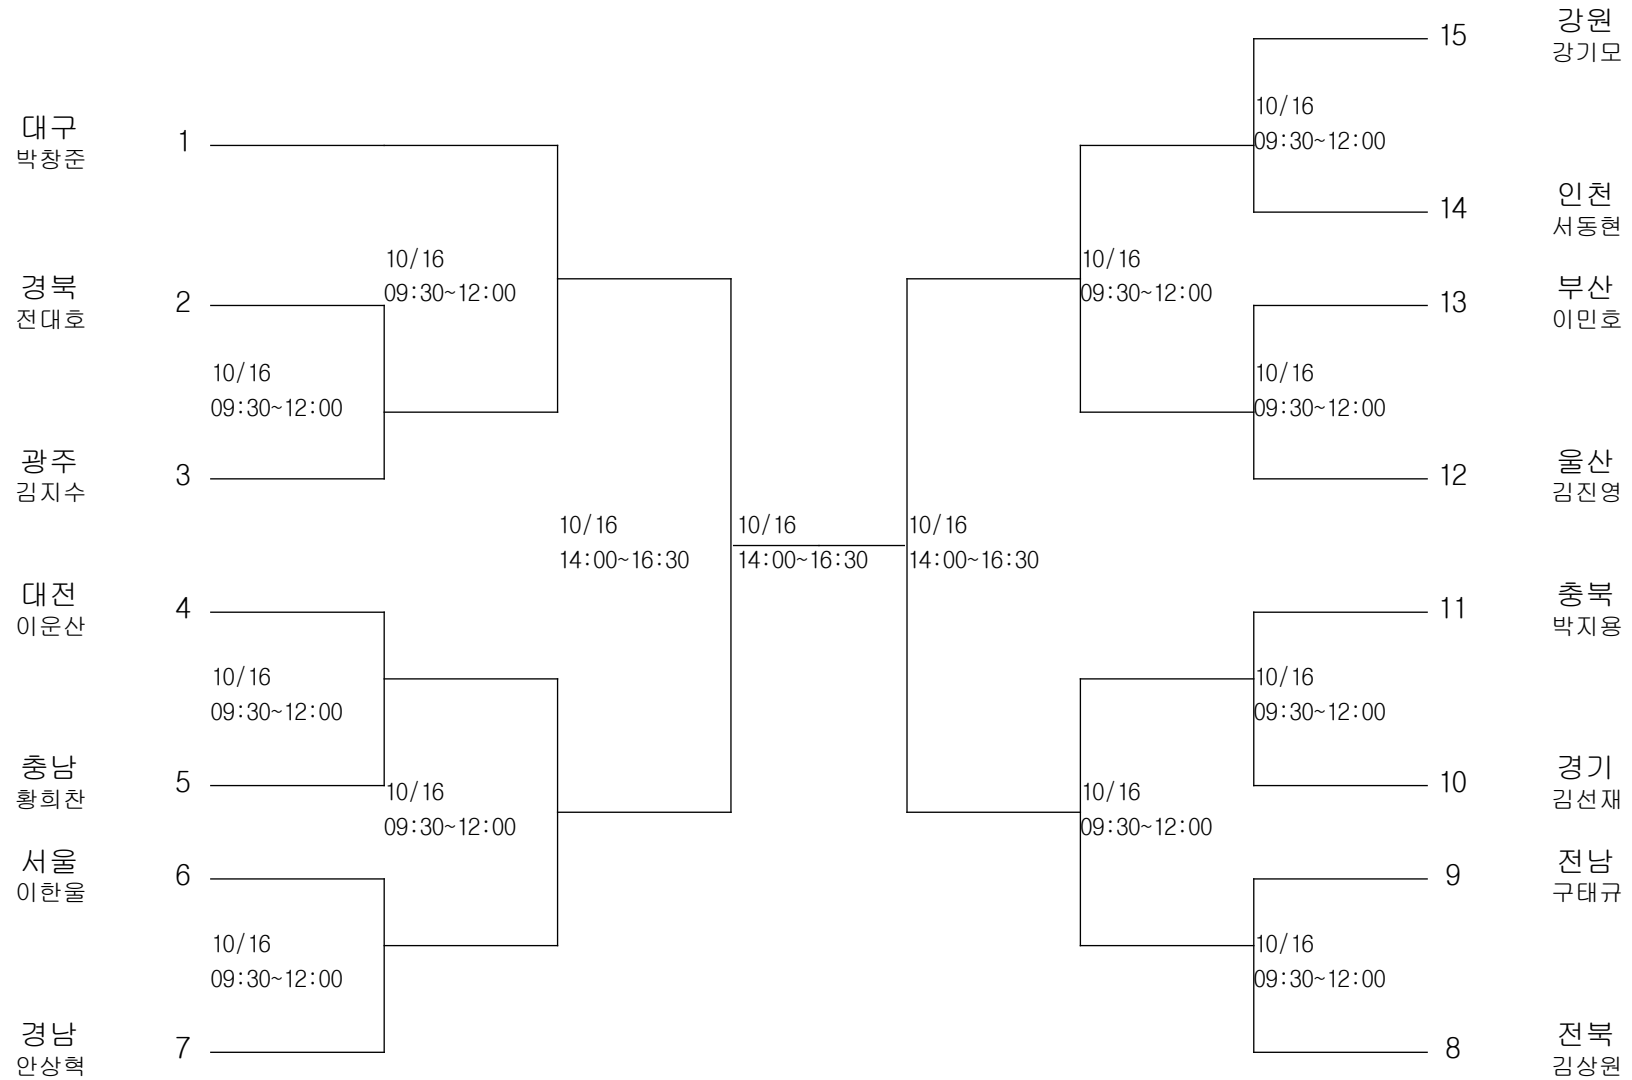 강원
15
강기모
10/16
09:30~12:00
대구
1
박창준
인천
14
서동현
10/16
09:30~12:00
10/16
09:30~12:00
경북
2
전대호
부산
13
이민호
10/16
09:30~12:00
10/16
09:30~12:00
광주
3
김지수
울산
12
김진영
10/16
14:00~16:30
10/16
14:00~16:30
10/16
14:00~16:30
대전
4
이운산
충북
11
박지용
10/16
09:30~12:00
10/16
09:30~12:00
충남
5
황희찬
경기
10
김선재
10/16
09:30~12:00
10/16
09:30~12:00
서울
6
이한울
전남
9
구태규
10/16
09:30~12:00
10/16
09:30~12:00
경남
7
안상혁
전북
8
김상원